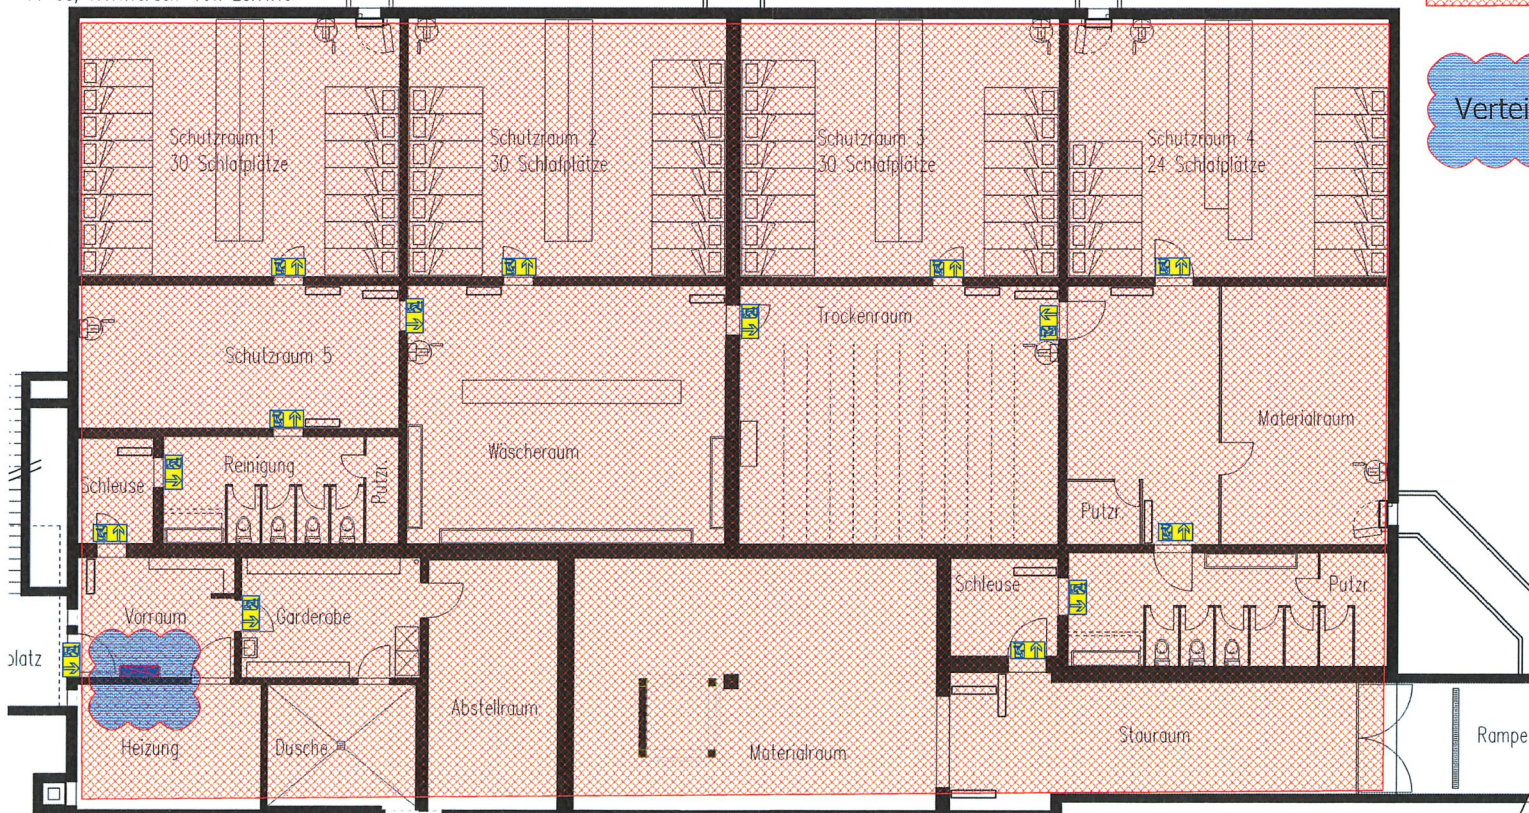 Vertei
Schutzraum 1
30 Schlafplätze
Schutzraum 2
30 Schlafplätze
Schutzraum 3
30 Schlafplätze
Schutzraum 4
24 Schlafplätze
Schutzraum 5
Trockenraum
Wäscheraum
Materialraum
Reinigung
Putzr.
Schleuse
Putzr.
Schleuse
Putzr.
Vorraum
Garderobe
platz
Abstellraum
Heizung
Dusche
Materialraum
Stauraum
Rampe